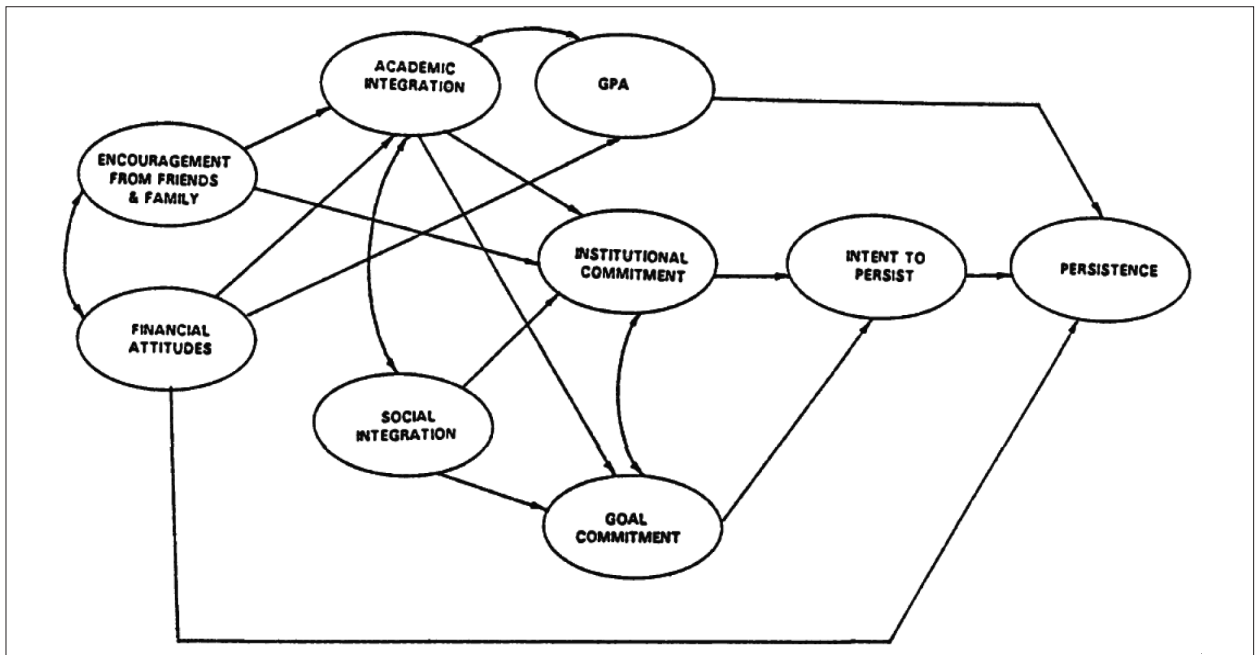 ACADEMIC
INTEGRATION
GPA
ENCOURAGEMENT
FROM FRIENDS
& FAMILY
INSTITUTIONAL
COMMITMENT
INTENT TO
PERSIST
PERSISTENCE
FINANCIAL
ATTITUDES
SOCIAL
INTEGRATION
GOAL
COMMITMENT